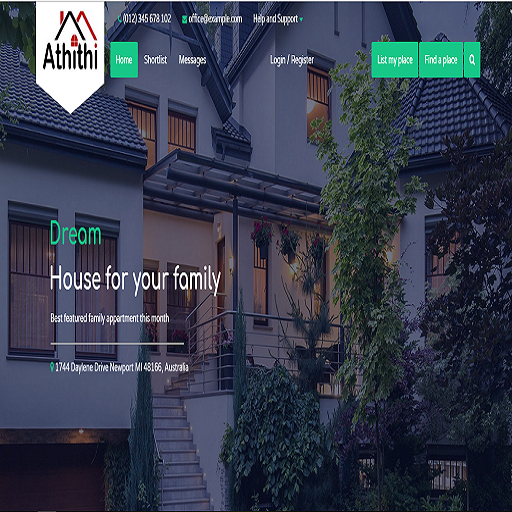 (012) 345 678 102 office@example.com Help and Support
Athithi
Home Shortlist Messages Login / Register List my place Find a place
Dream
House for your family
Best featured family appartment this month
1744 Daylene Drive Newport MI 48166, Australia